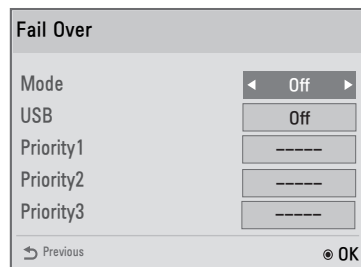 Fail Over
Mode ◄ Off ►
USB Off
Priority1 –––––
Priority2 –––––
Priority3 –––––
Previous ◉ OK